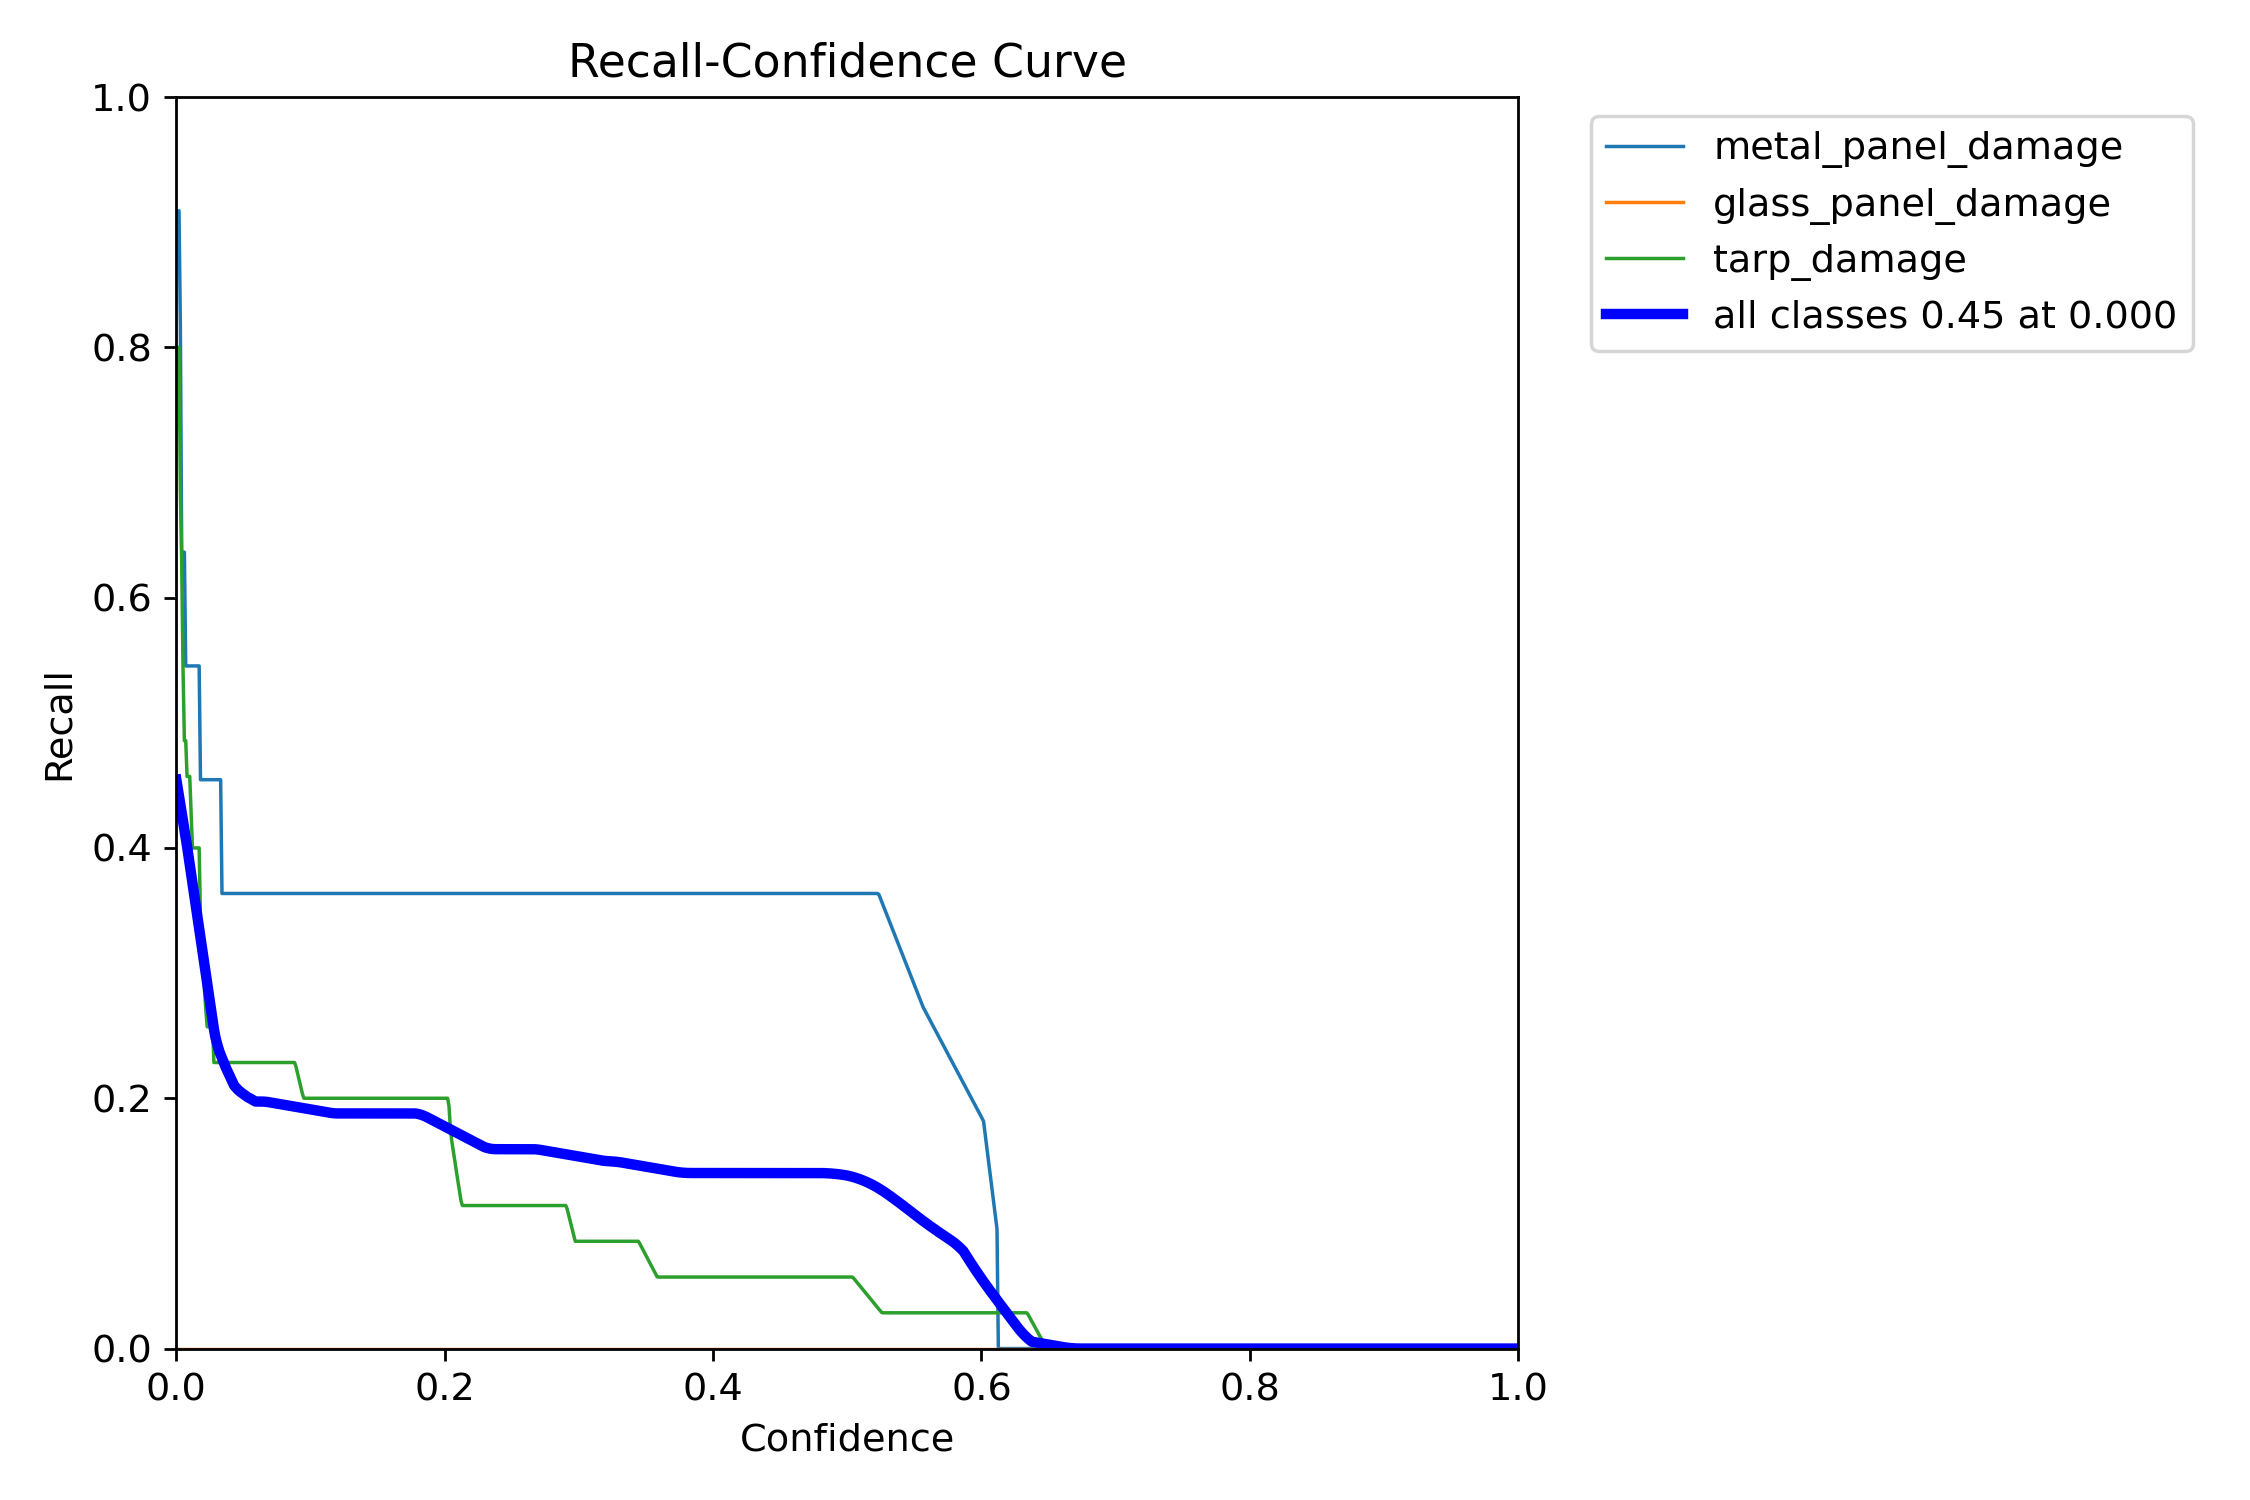 Recall-Confidence Curve
1.0
0.8
0.6
0.4
0.2
0.0
Recall
0.0 0.2 0.4 0.6 0.8 1.0
Confidence
metal_panel_damage
glass_panel_damage
tarp_damage
all classes 0.45 at 0.000